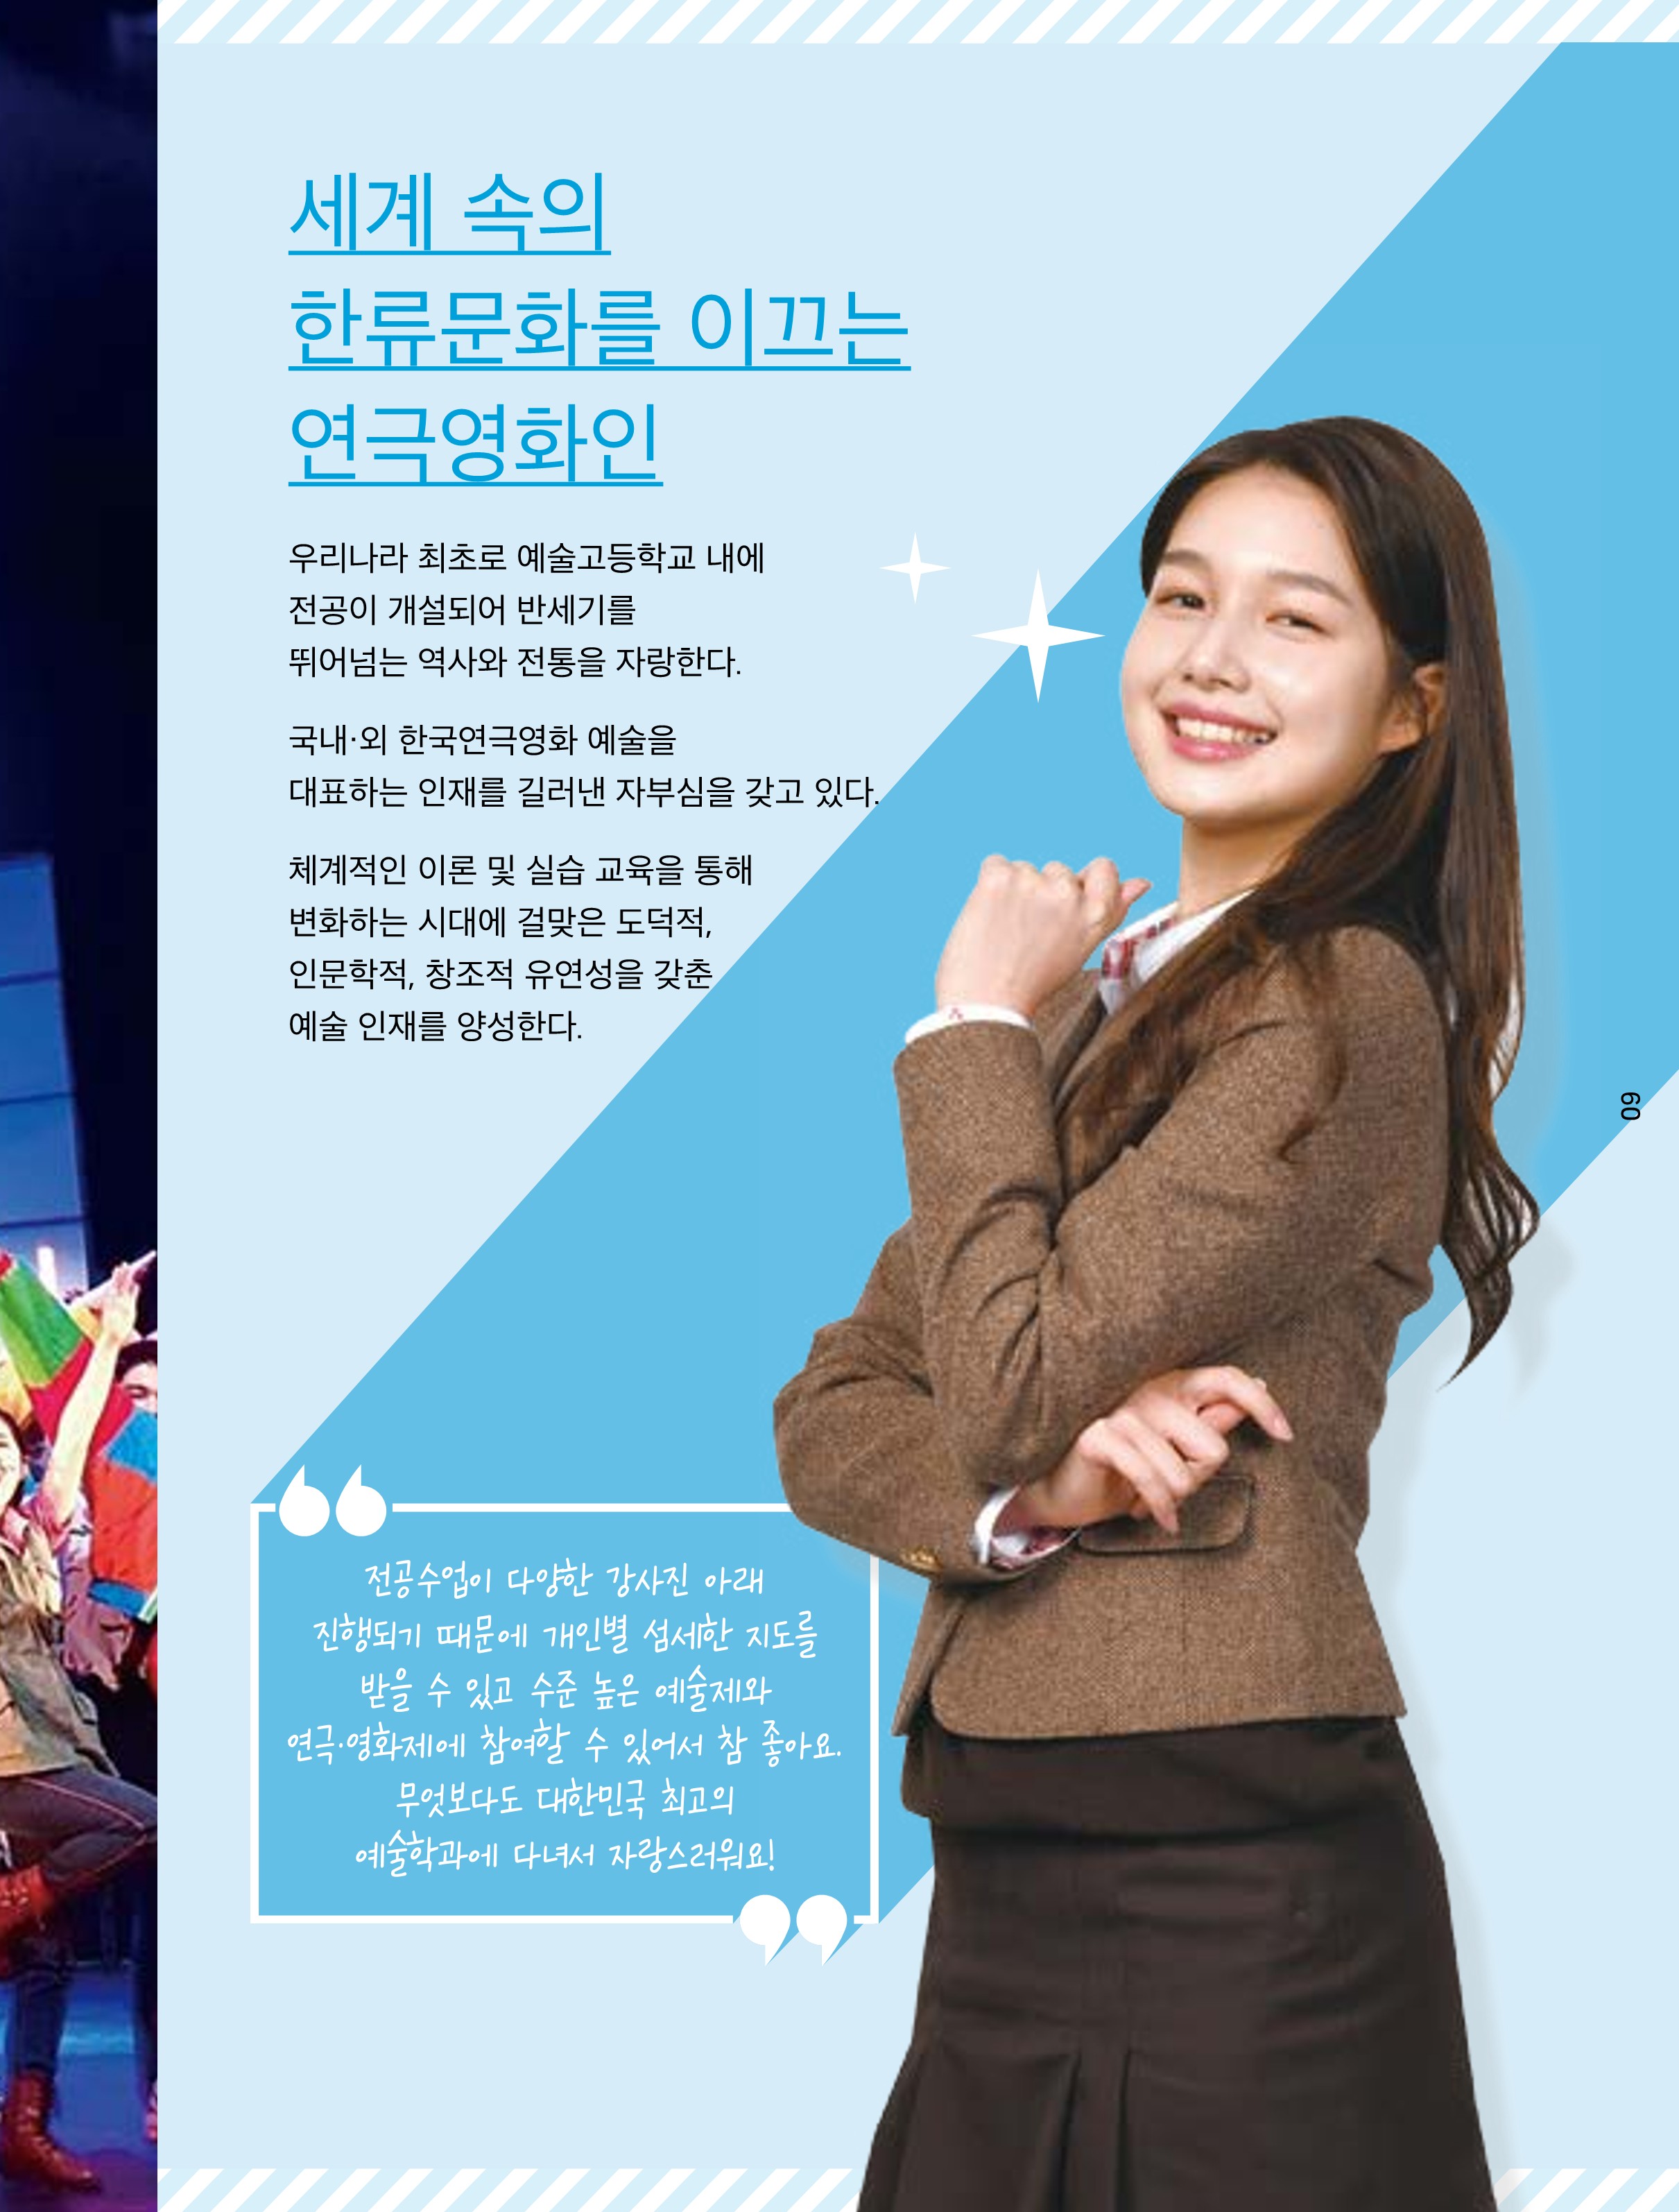 세계 속의
한류문화를 이끄는
연극영화인
우리나라 최초로 예술고등학교 내에
전공이 개설되어 반세기를
뛰어넘는 역사와 전통을 자랑한다.
국내·외 한국연극영화 예술을
대표하는 인재를 길러낸 자부심을 갖고 있다.
체계적인 이론 및 실습 교육을 통해
변화하는 시대에 걸맞은 도덕적,
인문학적, 창조적 유연성을 갖춘
예술 인재를 양성한다.
09
“
전공수업이 다양한 강사진 아래
진행되기 때문에 개인별 섬세한 지도를
받을 수 있고 수준 높은 예술제와
연극·영화제에 참여할 수 있어서 참 좋아요.
무엇보다도 대한민국 최고의
예술학과에 다녀서 자랑스러워요!
”